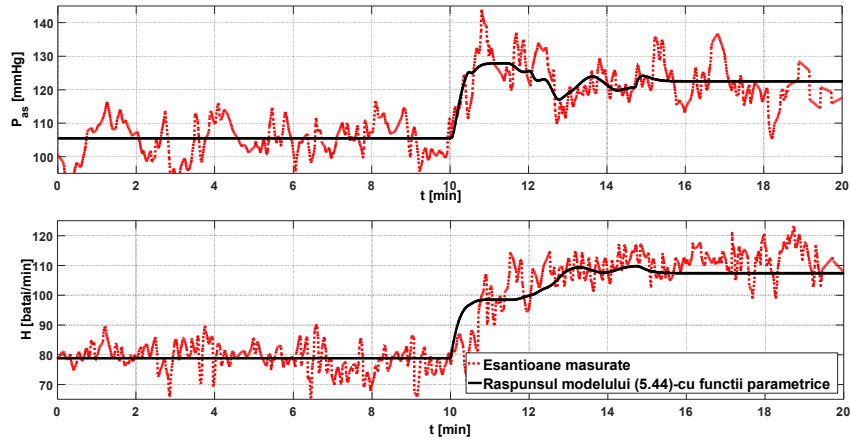 140
130
120
110
100
P_as [mmHg]
0 2 4 6 8 10 12 14 16 18 20
t [min]
120
110
100
90
80
70
H [batai/min]
Esantioane masurate
Raspunsul modelului (5.44)-cu functii parametrice
0 2 4 6 8 10 12 14 16 18 20
t [min]